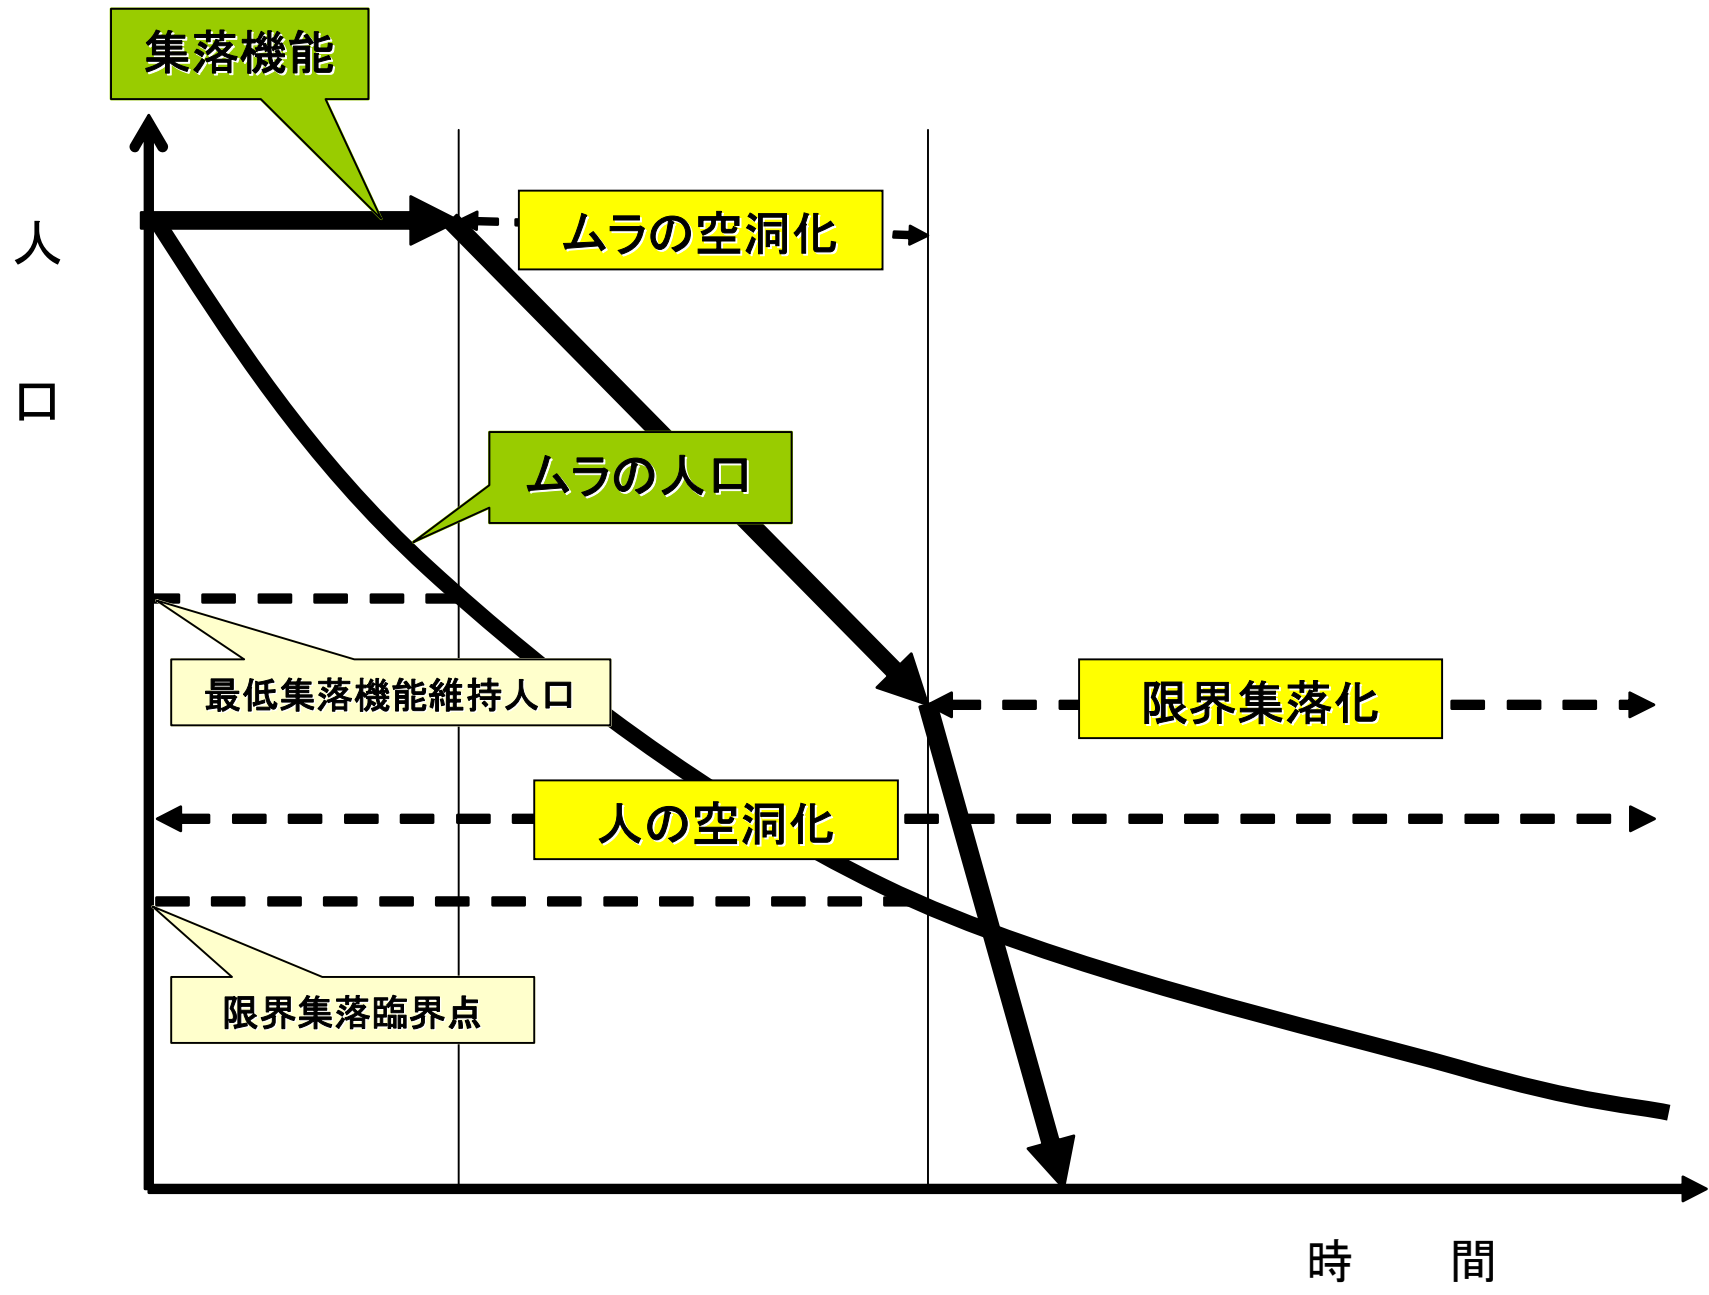 集落機能
ムラの空洞化
人
口
ムラの人口
最低集落機能維持人口
限界集落化
人の空洞化
限界集落臨界点
時 間